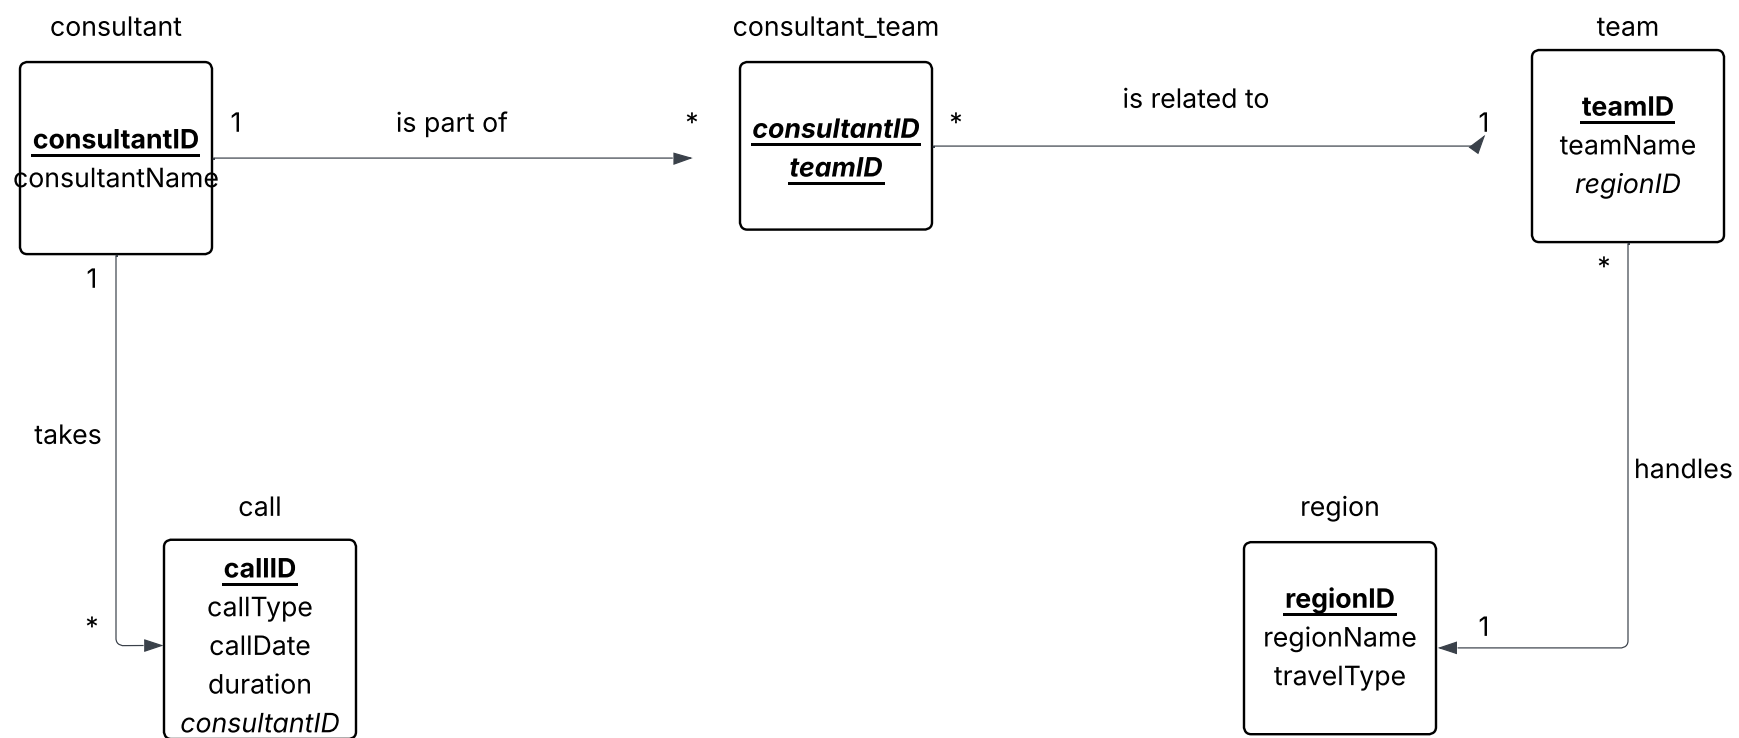 consultant
consultant_team
team
consultantID
consultantName
1
is part of
*
consultantID
teamID
*
is related to
1
teamID
teamName
regionID
1
*
takes
handles
call
region
callID
callType
callDate
duration
consultantID
*
regionID
regionName
travelType
1